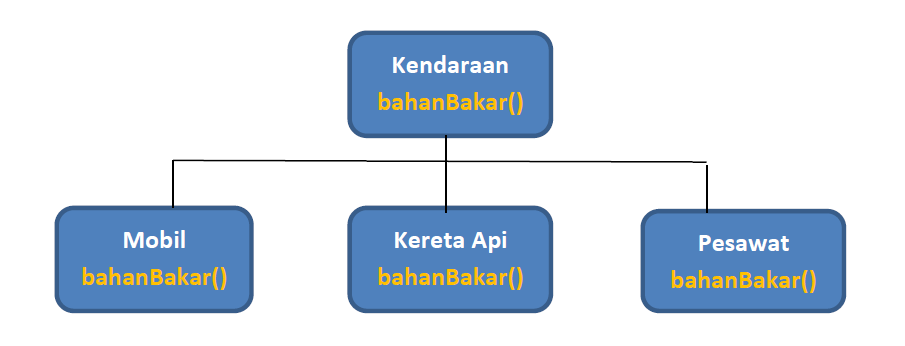 Kendaraan
bahanBakar()
Mobil
bahanBakar()
Kereta Api
bahanBakar()
Pesawat
bahanBakar()